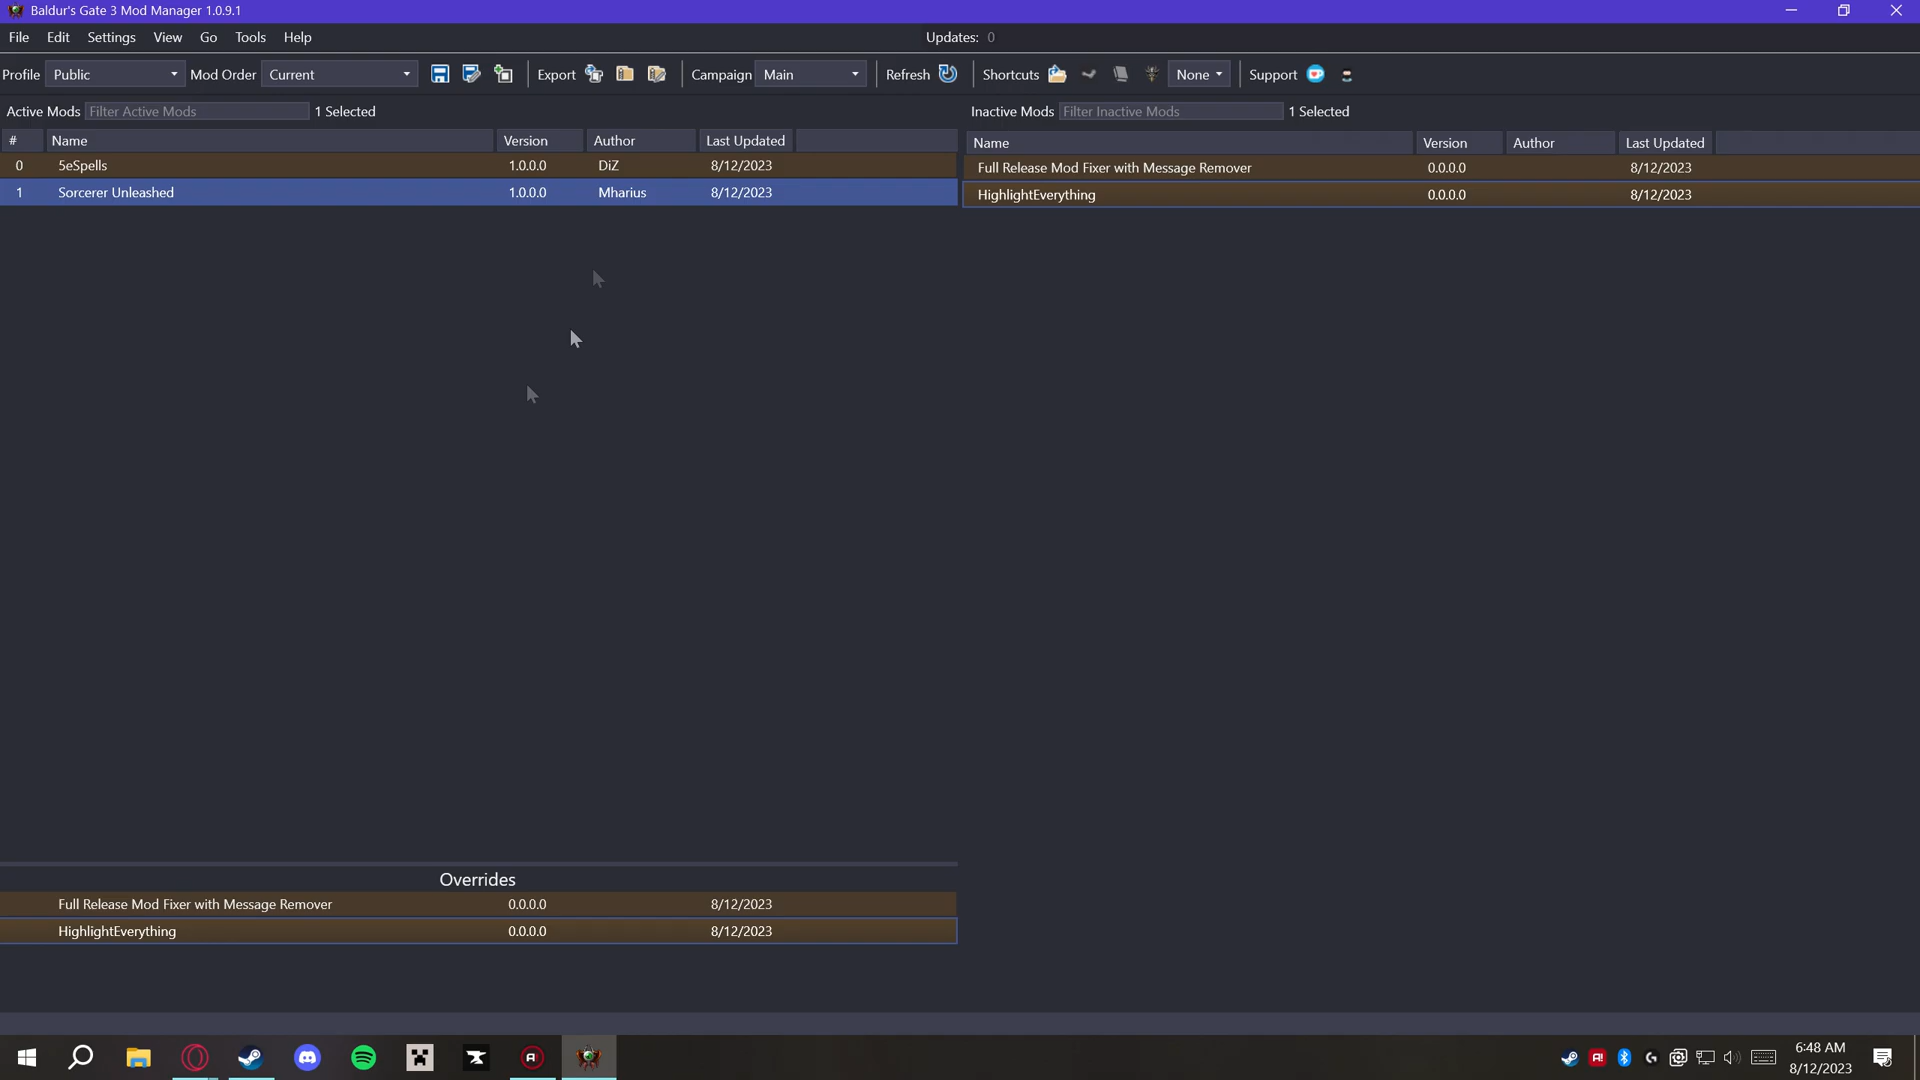 Baldur's Gate 3 Mod Manager 1.0.9.1
File Edit Settings View Go Tools Help Updates: 0
Profile Public Mod Order Current Export Campaign Main Refresh Shortcuts None Support
Active Mods Filter Active Mods 1 Selected Inactive Mods Filter Inactive Mods 1 Selected
# Name Version Author Last Updated
0 5eSpells 1.0.0.0 DiZ 8/12/2023
1 Sorcerer Unleashed 1.0.0.0 Mharius 8/12/2023
Name Version Author Last Updated
Full Release Mod Fixer with Message Remover 0.0.0.0 8/12/2023
HighlightEverything 0.0.0.0 8/12/2023
Overrides
Full Release Mod Fixer with Message Remover 0.0.0.0 8/12/2023
HighlightEverything 0.0.0.0 8/12/2023
6:48 AM
8/12/2023